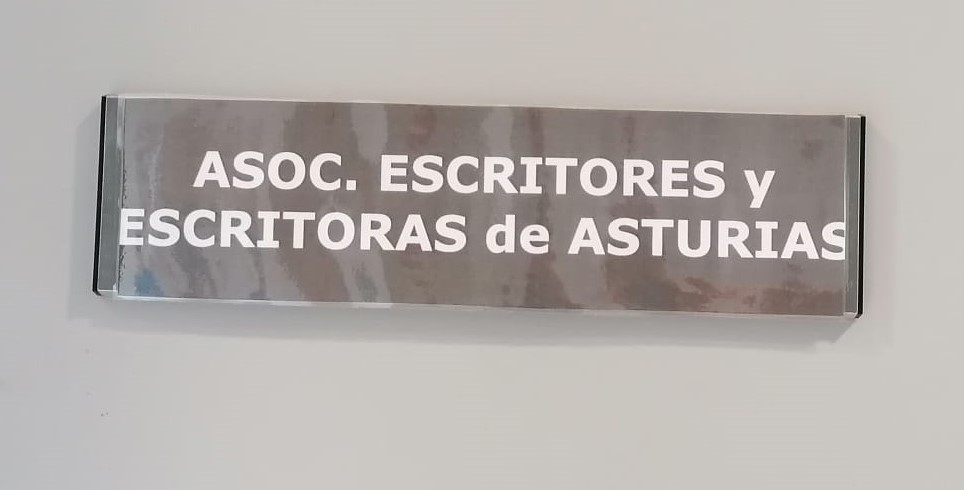 ASOC. ESCRITORES y
ESCRITORAS de ASTURIAS